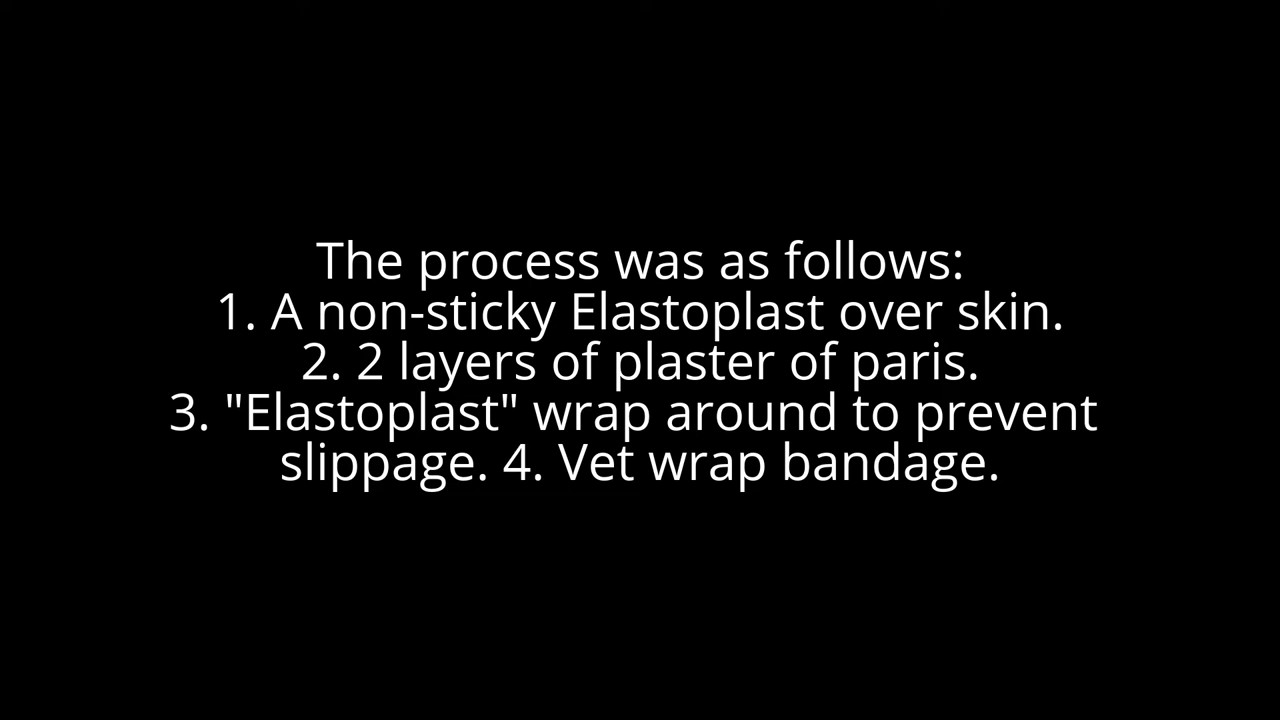 The process was as follows:
1. A non-sticky Elastoplast over skin.
2. 2 layers of plaster of paris.
3. "Elastoplast" wrap around to prevent
slippage. 4. Vet wrap bandage.